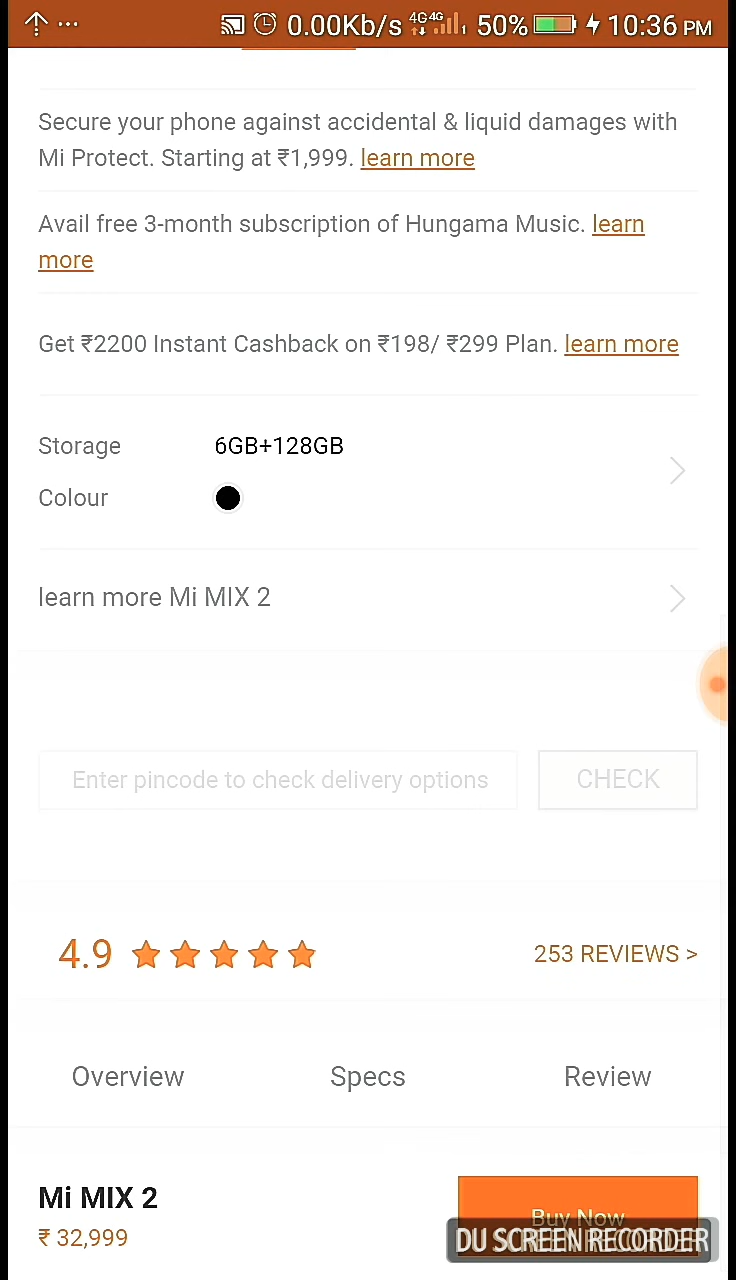 0.00Kb/s 4G 4G 50% 10:36 PM
Secure your phone against accidental & liquid damages with
Mi Protect. Starting at ₹1,999. learn more
Avail free 3-month subscription of Hungama Music. learn
more
Get ₹2200 Instant Cashback on ₹198/ ₹299 Plan. learn more
Storage 6GB+128GB
Colour
learn more Mi MIX 2
Enter pincode to check delivery options CHECK
4.9 253 REVIEWS >
Overview Specs Review
Mi MIX 2
Buy Now
₹ 32,999
DU SCREEN RECORDER